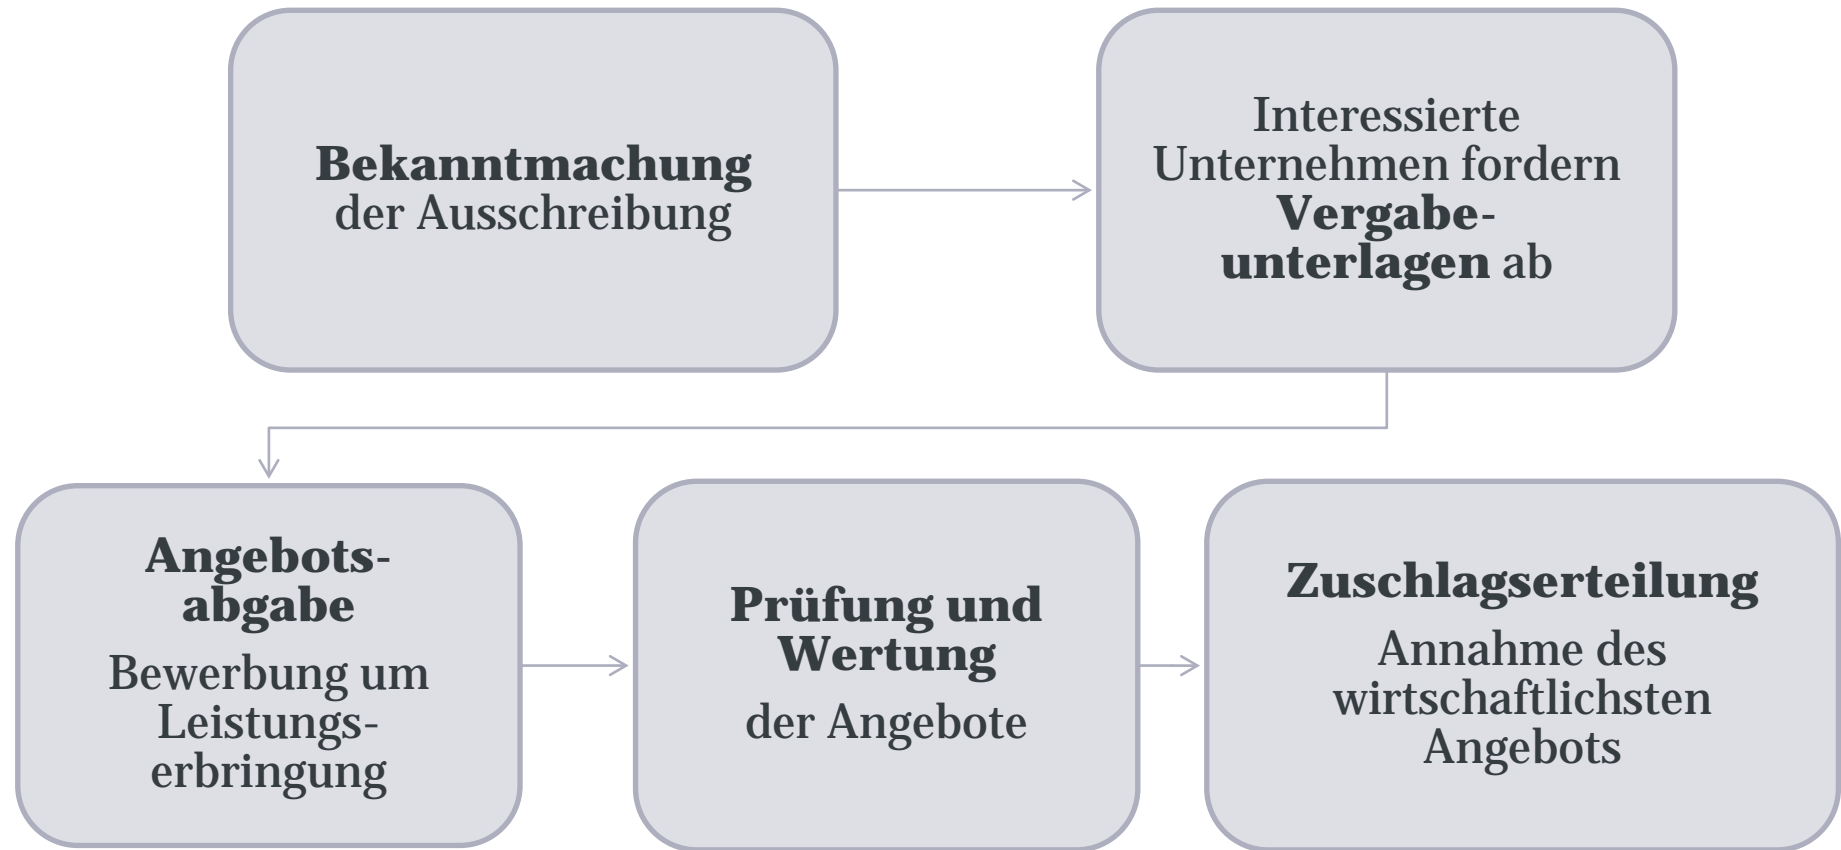 Bekanntmachung
der Ausschreibung
Interessierte
Unternehmen fordern
Vergabe-
unterlagen ab
Angebots-
abgabe
Bewerbung um
Leistungs-
erbringung
Prüfung und
Wertung
der Angebote
Zuschlagserteilung
Annahme des
wirtschaftlichsten
Angebots